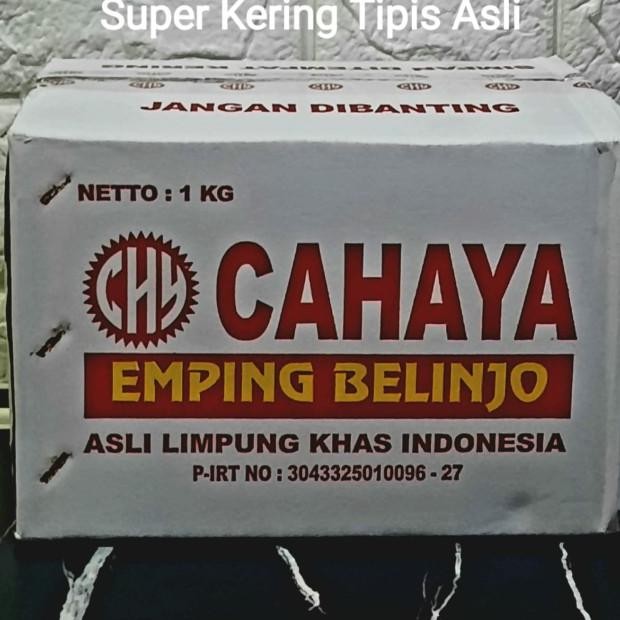 Super Kering Tipis Asli
JANGAN DIBANTING
NETTO : 1 KG
CHY
CAHAYA
EMPING BELINJO
ASLI LIMPUNG KHAS INDONESIA
P-IRT NO : 3043325010096 - 27